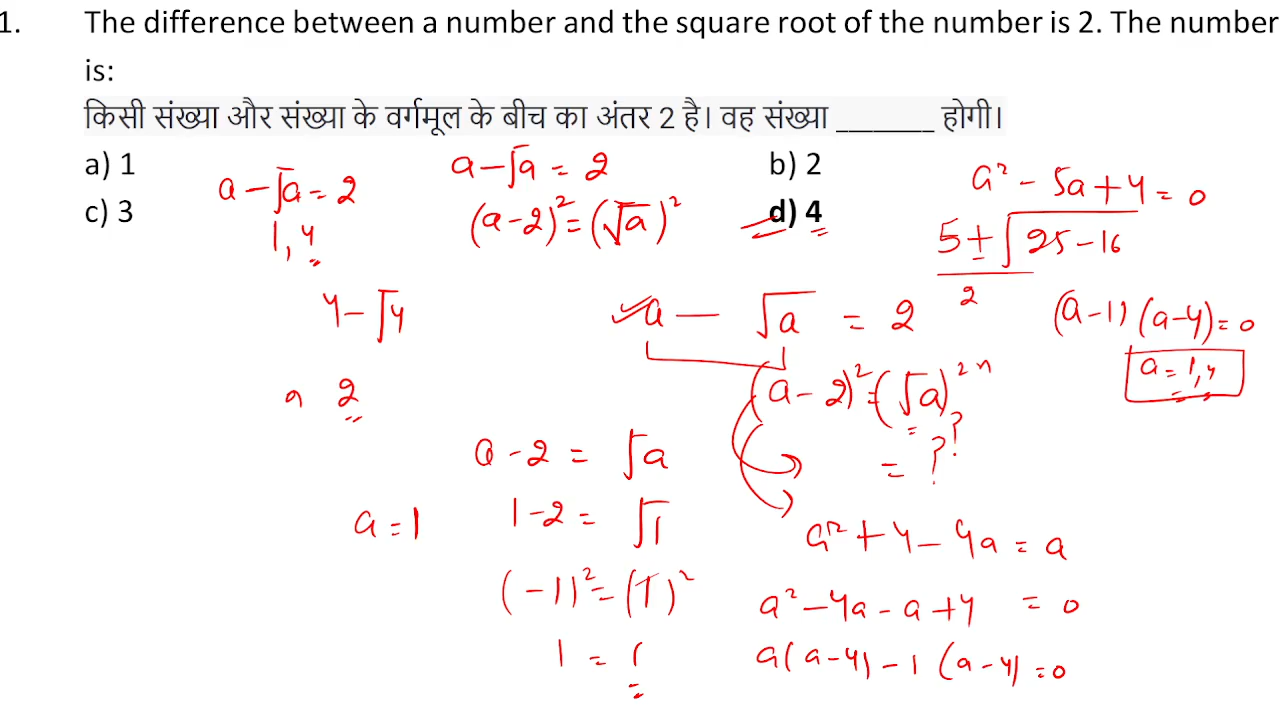 1. The difference between a number and the square root of the number is 2. The number
is:
किसी संख्या और संख्या के वर्गमूल के बीच का अंतर 2 है। वह संख्या _______ होगी।
a) 1 b) 2
c) 3 d) 4
a - √a = 2
1, 4
4 - √4
= 2
a - √a = 2
(a - 2)² = (√a)²
a² - 5a + 4 = 0
5 ± √25 - 16
2
(a - 1) (a - 4) = 0
a = 1, 4
a - √a = 2
(a - 2)² = (√a)²
= ??
a - 2 = √a
a = 1
1 - 2 = √1
(-1)² = (1)²
1 = 1
a² + 4 - 4a = a
a² - 4a - a + 4 = 0
a(a - 4) - 1(a - 4) = 0